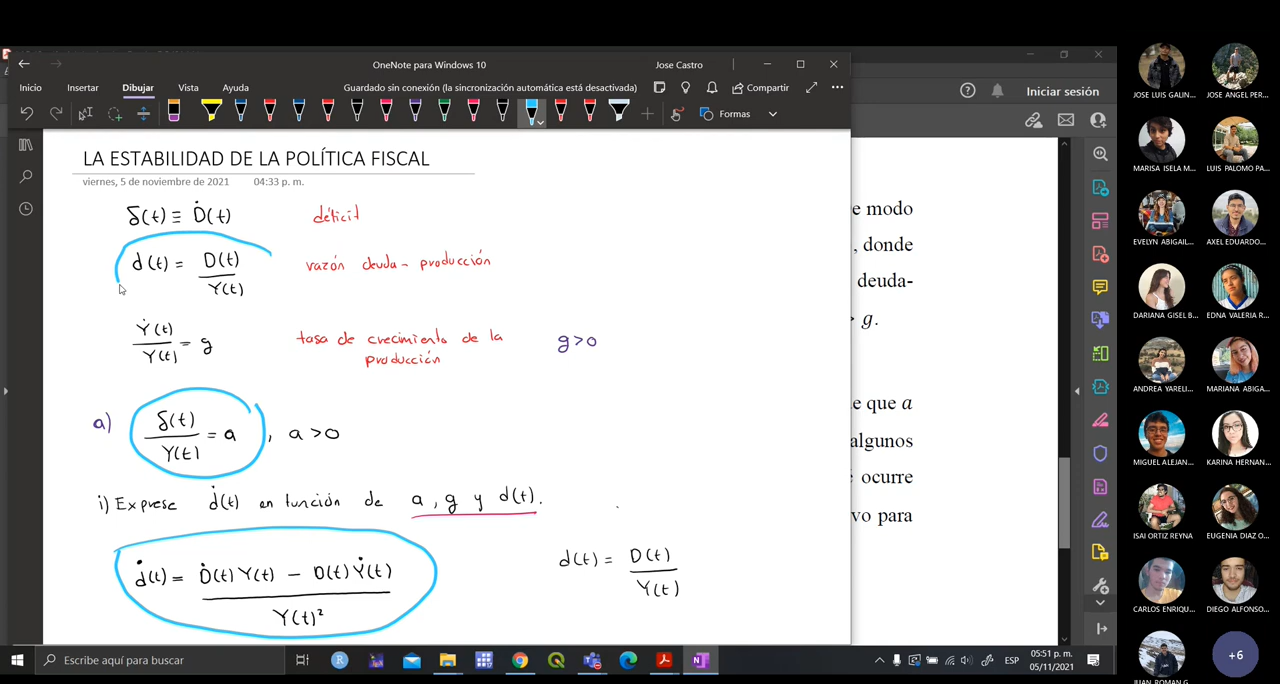 OneNote para Windows 10
Jose Castro
Inicio Insertar Dibujar Vista Ayuda
Guardado sin conexión (la sincronización automática está desactivada)
Compartir
Formas
Iniciar sesión
LA ESTABILIDAD DE LA POLÍTICA FISCAL
viernes, 5 de noviembre de 2021 04:33 p. m.
δ(t) ≡ Ḋ(t) déficit
d(t) = D(t) / Y(t) razón deuda - producción
Ẏ(t) / Y(t) = g tasa de crecimiento de la producción g>0
a) δ(t) / Y(t) = a , a>0
i) Exprese ḋ(t) en función de a, g y d(t).
ḋ(t) = Ḋ(t) Y(t) - D(t) Ẏ(t) / Y(t)²
d(t) = D(t) / Y(t)
e modo
, donde
deuda-
> g.
e que a
algunos
é ocurre
vo para
JOSE LUIS GALIN...
JOSE ANGEL PER...
MARISA ISELA M...
LUIS PALOMO PA...
EVELYN ABIGAIL...
AXEL EDUARDO...
DARIANA GISEL B...
EDNA VALERIA R...
ANDREA YARELI...
MARIANA ABIGA...
MIGUEL ALEJAN...
KARINA HERNAN...
ISAI ORTIZ REYNA
EUGENIA DIAZ O...
CARLOS ENRIQU...
DIEGO ALFONSO...
JUAN ROMAN G...
+6
Escribe aquí para buscar
ESP
05:51 p. m.
05/11/2021